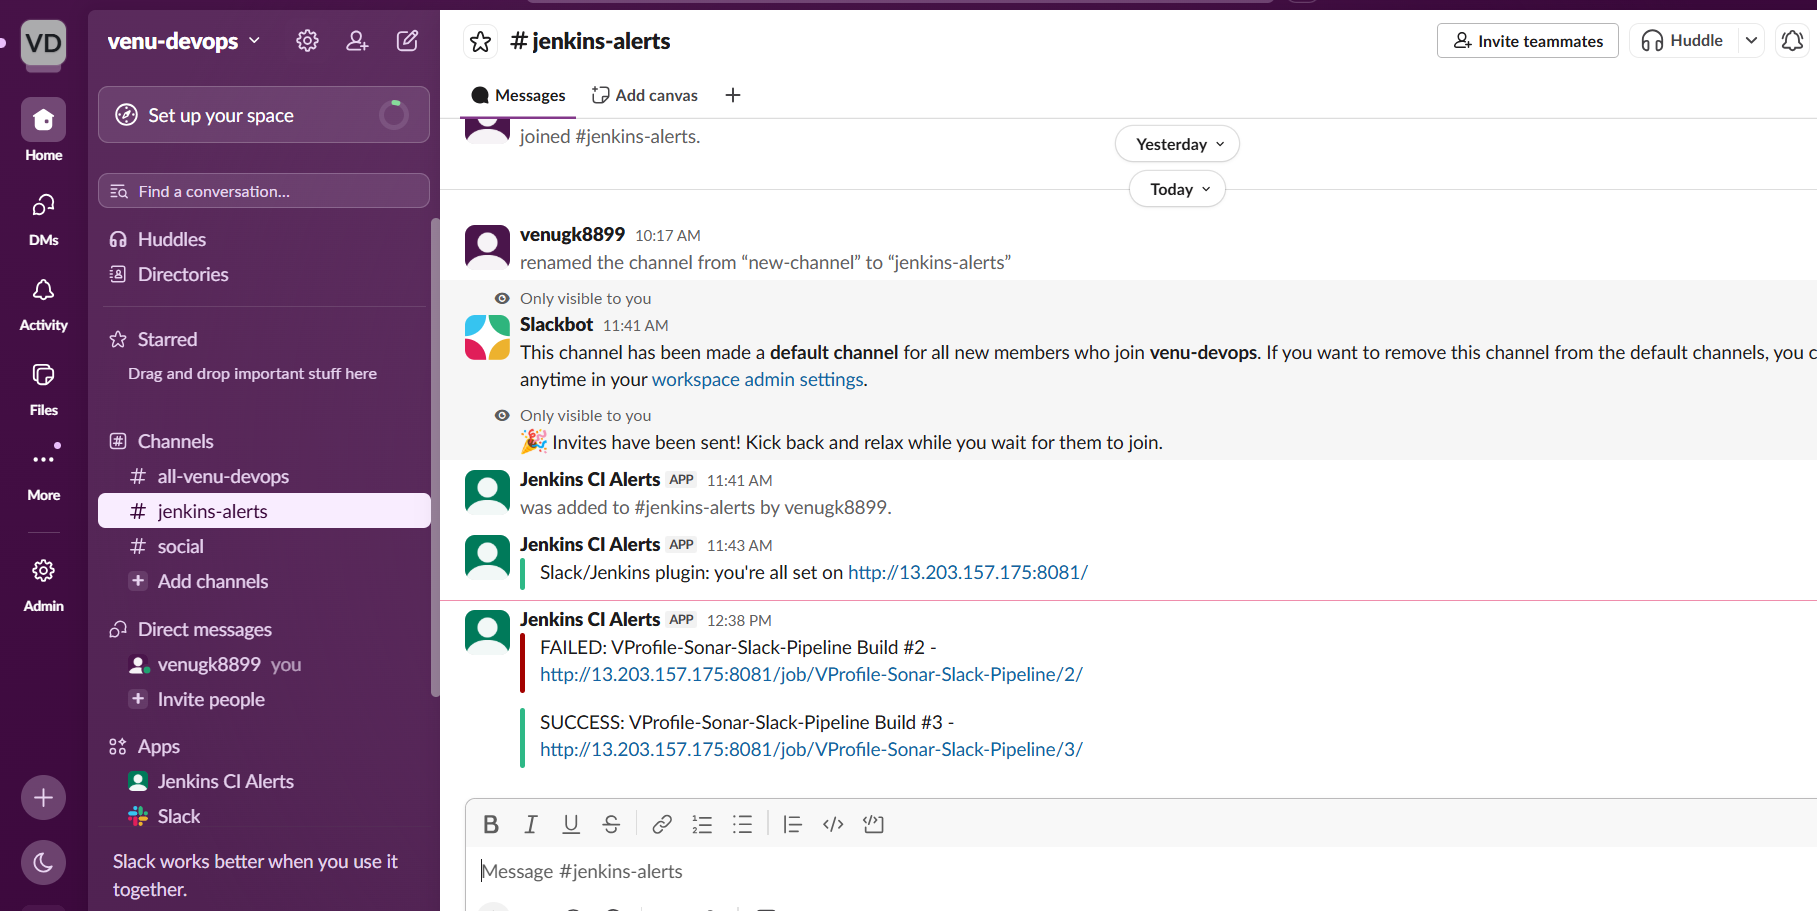 VD
Home
DMs
Activity
Files
More
Admin
venu-devops
Set up your space
Find a conversation...
Huddles
Directories
Starred
Drag and drop important stuff here
Channels
# all-venu-devops
# jenkins-alerts
# social
+ Add channels
Direct messages
venugk8899 you
+ Invite people
Apps
Jenkins CI Alerts
Slack
Slack works better when you use it
together.
# jenkins-alerts
Invite teammates
Huddle
Messages
Add canvas
joined #jenkins-alerts.
Yesterday
Today
venugk8899 10:17 AM
renamed the channel from “new-channel” to “jenkins-alerts”
Only visible to you
Slackbot 11:41 AM
This channel has been made a default channel for all new members who join venu-devops. If you want to remove this channel from the default channels, you
anytime in your workspace admin settings.
Only visible to you
🎉 Invites have been sent! Kick back and relax while you wait for them to join.
Jenkins CI Alerts APP 11:41 AM
was added to #jenkins-alerts by venugk8899.
Jenkins CI Alerts APP 11:43 AM
Slack/Jenkins plugin: you're all set on http://13.203.157.175:8081/
Jenkins CI Alerts APP 12:38 PM
FAILED: VProfile-Sonar-Slack-Pipeline Build #2 -
http://13.203.157.175:8081/job/VProfile-Sonar-Slack-Pipeline/2/
SUCCESS: VProfile-Sonar-Slack-Pipeline Build #3 -
http://13.203.157.175:8081/job/VProfile-Sonar-Slack-Pipeline/3/
B I U S
Message #jenkins-alerts